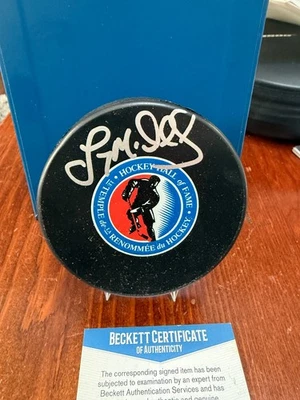 HOCKEY HALL of FAME
LE TEMPLE de la RENOMMÉE du HOCKEY
BECKETT CERTIFICATE
OF AUTHENTICITY
The corresponding signed item has been
subjected to examination by an expert from
Beckett Authentication Services and has